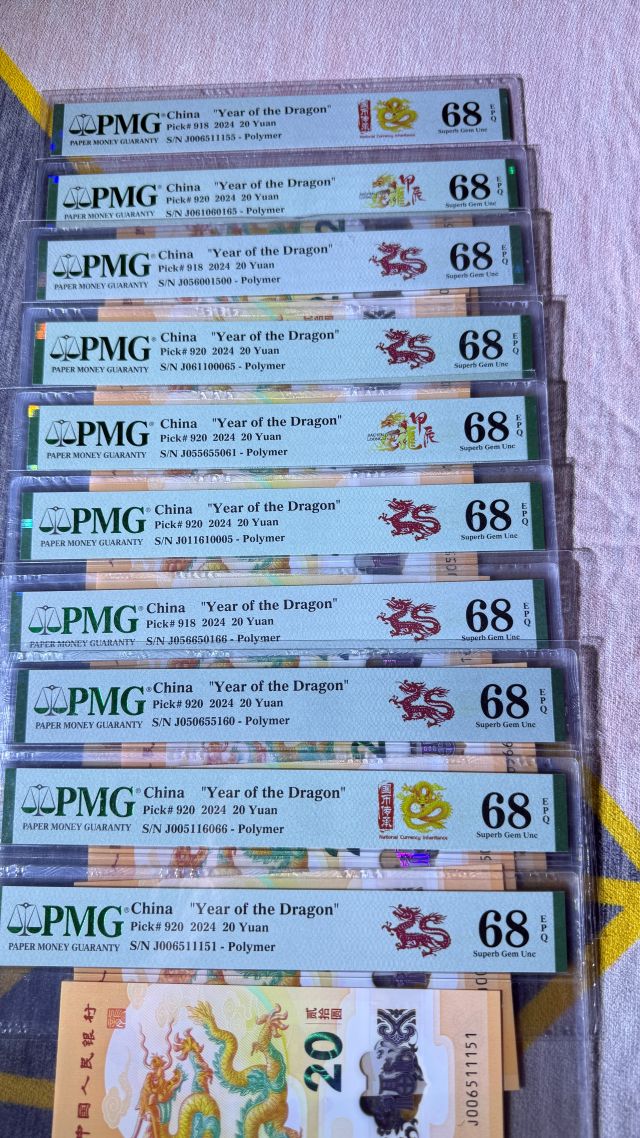 PMG
PAPER MONEY GUARANTY
China "Year of the Dragon"
Pick# 918 2024 20 Yuan
S/N J006511155 - Polymer
National Currency Inheritance
68 EPQ
Superb Gem Unc
PMG
PAPER MONEY GUARANTY
China "Year of the Dragon"
Pick# 920 2024 20 Yuan
S/N J061060165 - Polymer
甲辰
68 EPQ
Superb Gem Unc
PMG
PAPER MONEY GUARANTY
China "Year of the Dragon"
Pick# 918 2024 20 Yuan
S/N J056001500 - Polymer
68 EPQ
Superb Gem Unc
PMG
PAPER MONEY GUARANTY
China "Year of the Dragon"
Pick# 920 2024 20 Yuan
S/N J061100065 - Polymer
68 EPQ
Superb Gem Unc
PMG
PAPER MONEY GUARANTY
China "Year of the Dragon"
Pick# 920 2024 20 Yuan
S/N J055655061 - Polymer
甲辰
68 EPQ
Superb Gem Unc
PMG
PAPER MONEY GUARANTY
China "Year of the Dragon"
Pick# 920 2024 20 Yuan
S/N J011610005 - Polymer
68 EPQ
Superb Gem Unc
PMG
PAPER MONEY GUARANTY
China "Year of the Dragon"
Pick# 918 2024 20 Yuan
S/N J056650166 - Polymer
68 EPQ
Superb Gem Unc
PMG
PAPER MONEY GUARANTY
China "Year of the Dragon"
Pick# 920 2024 20 Yuan
S/N J050655160 - Polymer
68 EPQ
Superb Gem Unc
PMG
PAPER MONEY GUARANTY
China "Year of the Dragon"
Pick# 920 2024 20 Yuan
S/N J005116066 - Polymer
National Currency Inheritance
68 EPQ
Superb Gem Unc
PMG
PAPER MONEY GUARANTY
China "Year of the Dragon"
Pick# 920 2024 20 Yuan
S/N J006511151 - Polymer
68 EPQ
Superb Gem Unc
中国人民银行
20
贰拾圆
J006511151